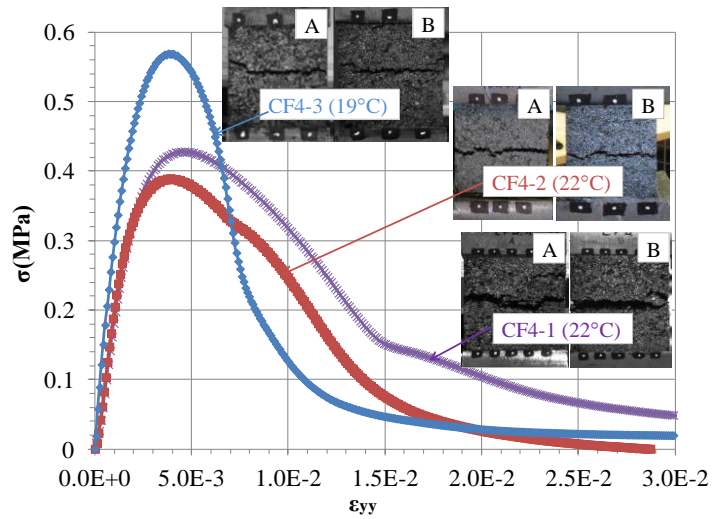 0.6
0.5
0.4
0.3
0.2
0.1
0
σ(MPa)
0.0E+0 5.0E-3 1.0E-2 1.5E-2 2.0E-2 2.5E-2 3.0E-2
εyy
A B
CF4-3 (19°C)
A B
CF4-2 (22°C)
A B
CF4-1 (22°C)